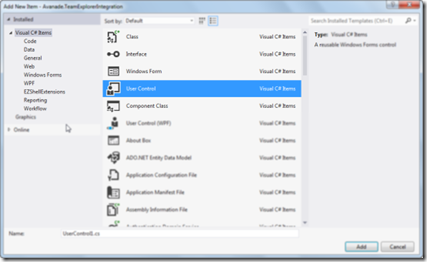 Add New Item - Avanade.TeamExplorerIntegration
Installed
Sort by: Default
Search Installed Templates (Ctrl+E)
Visual C# Items
Code
Data
General
Web
Windows Forms
WPF
EZShellExtensions
Reporting
Workflow
Graphics
Online
Class Visual C# Items
Interface Visual C# Items
Windows Form Visual C# Items
User Control Visual C# Items
Component Class Visual C# Items
User Control (WPF) Visual C# Items
About Box Visual C# Items
ADO.NET Entity Data Model Visual C# Items
Application Configuration File Visual C# Items
Application Manifest File Visual C# Items
Assembly Information File Visual C# Items
Type: Visual C# Items
A reusable Windows Forms control
Name: UserControl1.cs
Add
Cancel